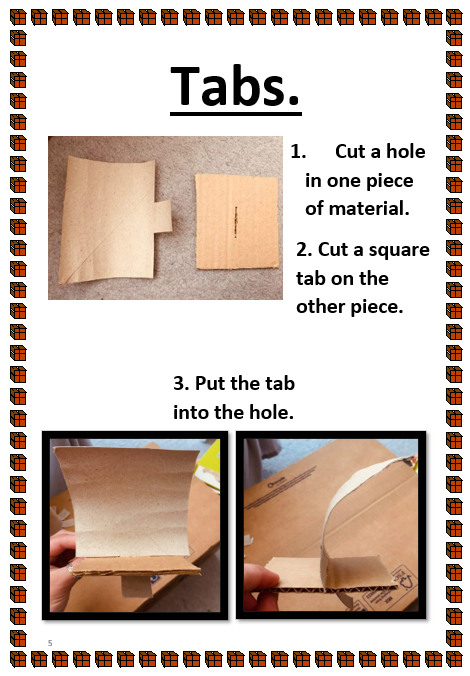 Tabs.
1. Cut a hole
in one piece
of material.
2. Cut a square
tab on the
other piece.
3. Put the tab
into the hole.
5